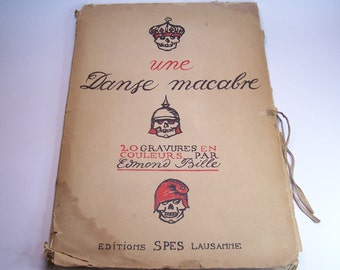 une
Danse macabre
20 GRAVURES EN
COULEURS PAR
Edmond Bille
EDITIONS SPES LAUSANNE